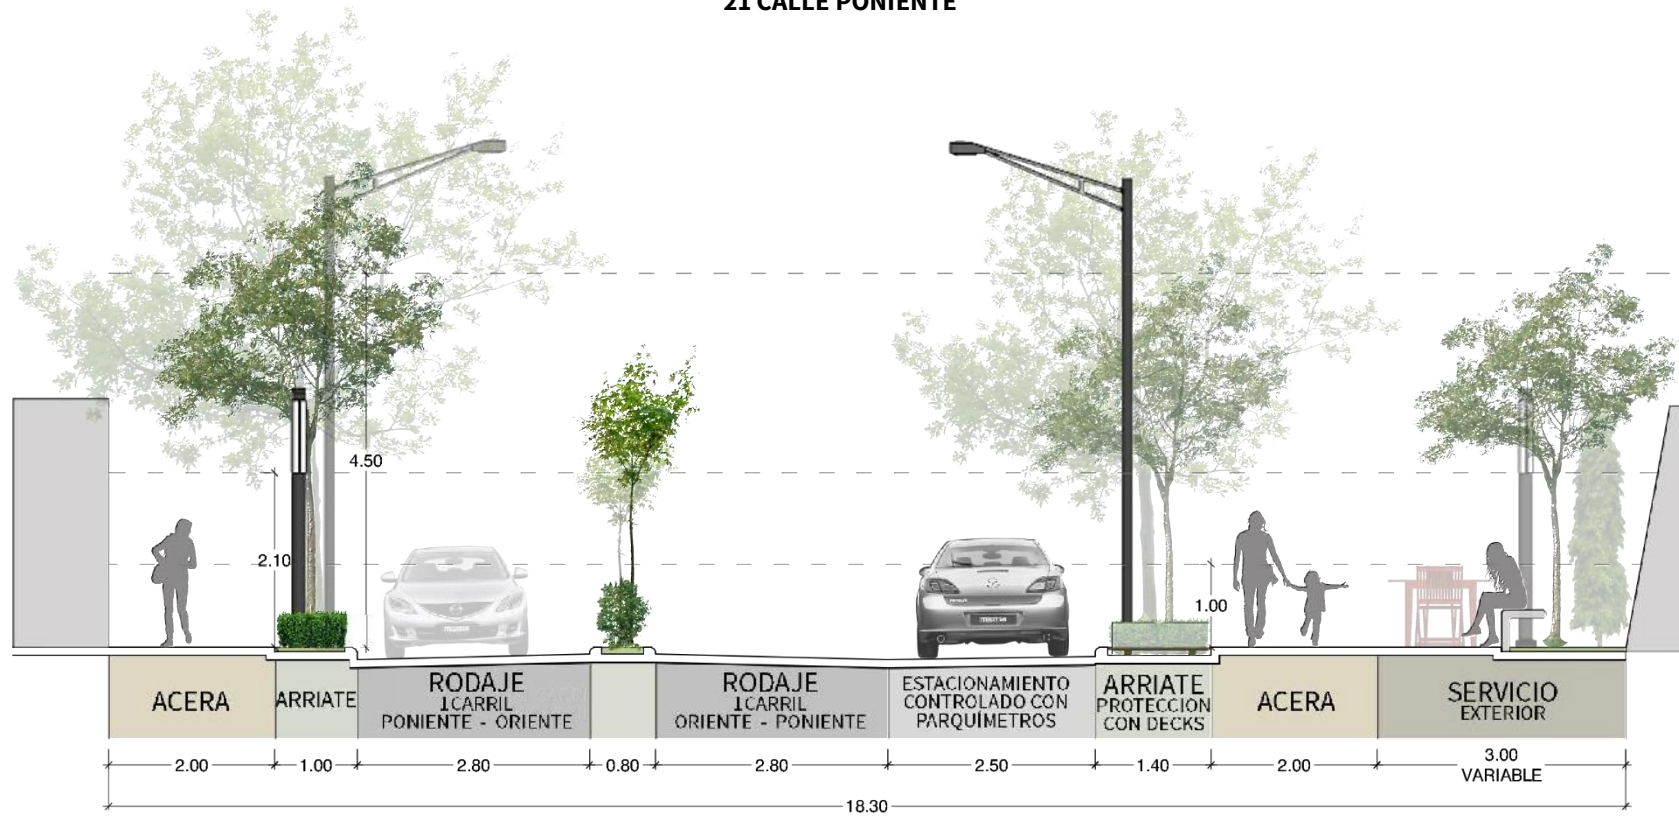 21 CALLE PONIENTE
4.50
2.10
1.00
ACERA
ARRIATE
RODAJE
1CARRIL
PONIENTE - ORIENTE
RODAJE
1CARRIL
ORIENTE - PONIENTE
ESTACIONAMIENTO
CONTROLADO CON
PARQUÍMETROS
ARRIATE
PROTECCION
CON DECKS
ACERA
SERVICIO
EXTERIOR
2.00
1.00
2.80
0.80
2.80
2.50
1.40
2.00
3.00
VARIABLE
18.30